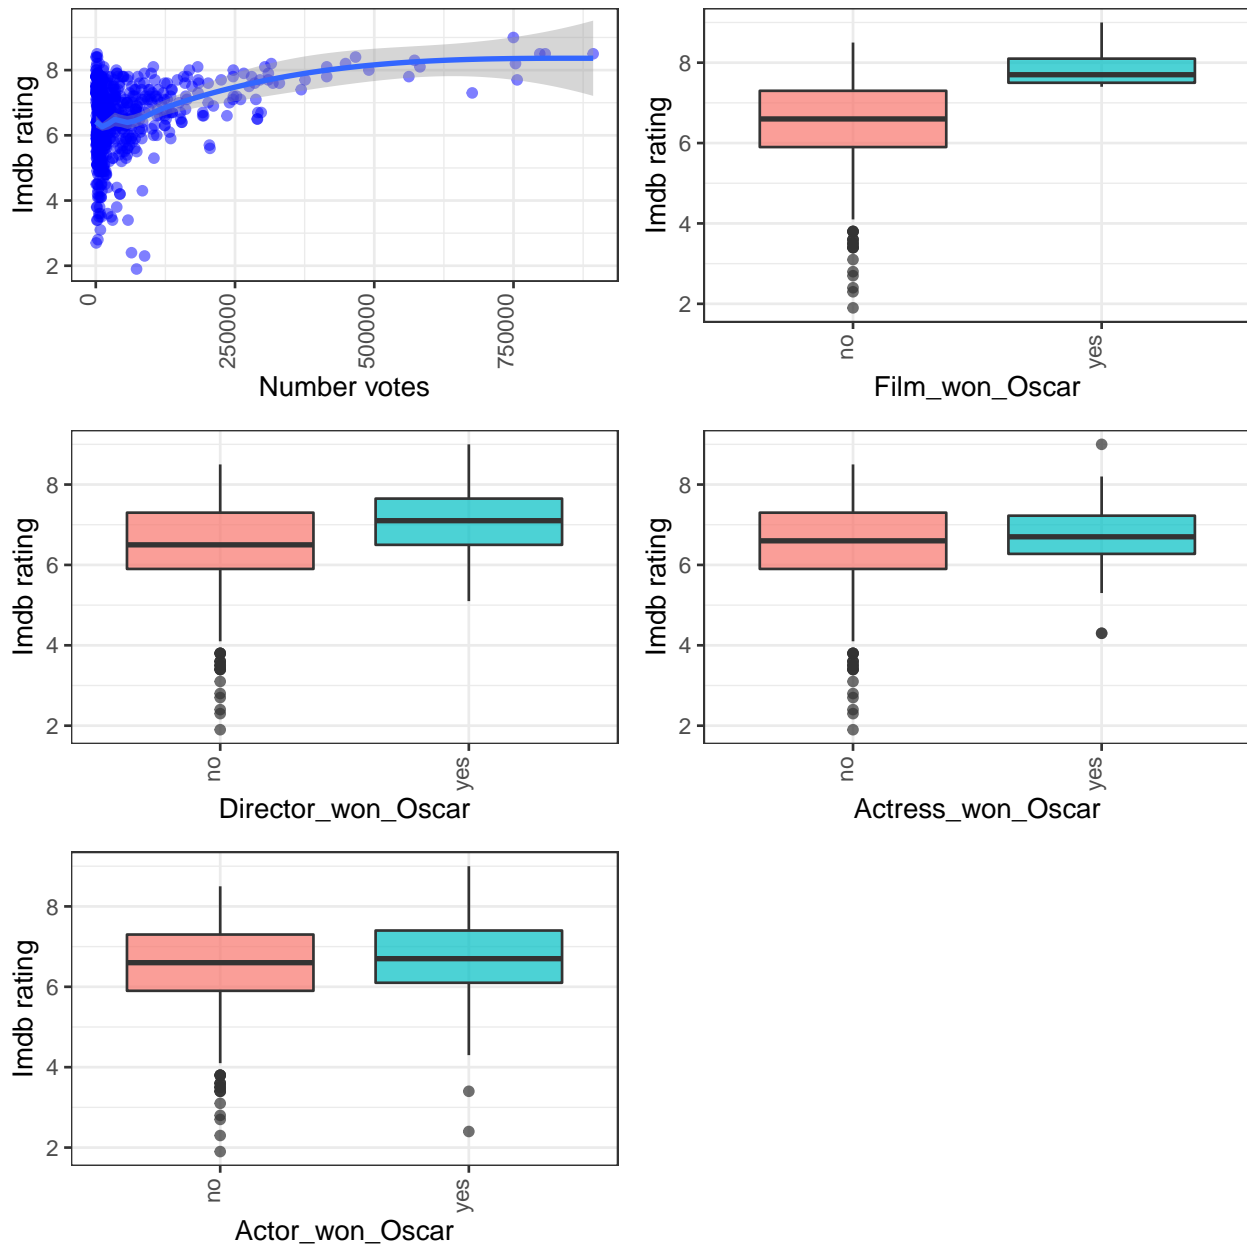 Imdb rating
8
6
4
2
0
250000
500000
750000
Number votes
Imdb rating
8
6
4
2
no
yes
Film_won_Oscar
Imdb rating
8
6
4
2
no
yes
Director_won_Oscar
Imdb rating
8
6
4
2
no
yes
Actress_won_Oscar
Imdb rating
8
6
4
2
no
yes
Actor_won_Oscar